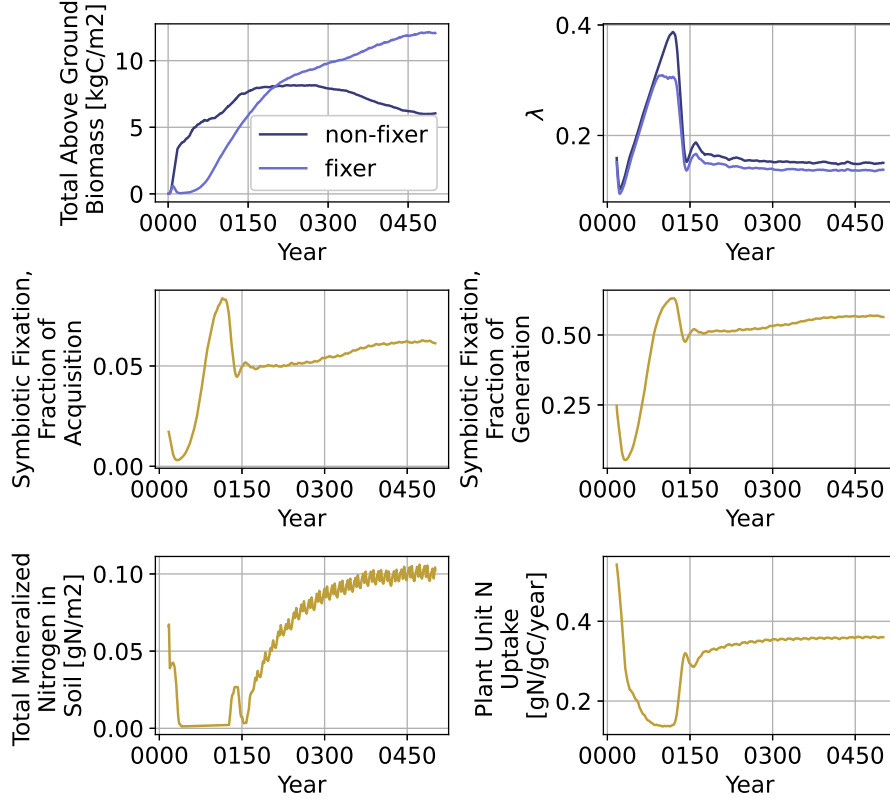 Total Above Ground
Biomass [kgC/m2]
10
5
0
non-fixer
fixer
0000 0150 0300 0450
Year
λ
0.4
0.2
0000 0150 0300 0450
Year
Symbiotic Fixation,
Fraction of
Acquisition
0.05
0.00
0000 0150 0300 0450
Year
Symbiotic Fixation,
Fraction of
Generation
0.50
0.25
0000 0150 0300 0450
Year
Total Mineralized
Nitrogen in
Soil [gN/m2]
0.10
0.05
0.00
0000 0150 0300 0450
Year
Plant Unit N
Uptake
[gN/gC/year]
0.4
0.2
0000 0150 0300 0450
Year